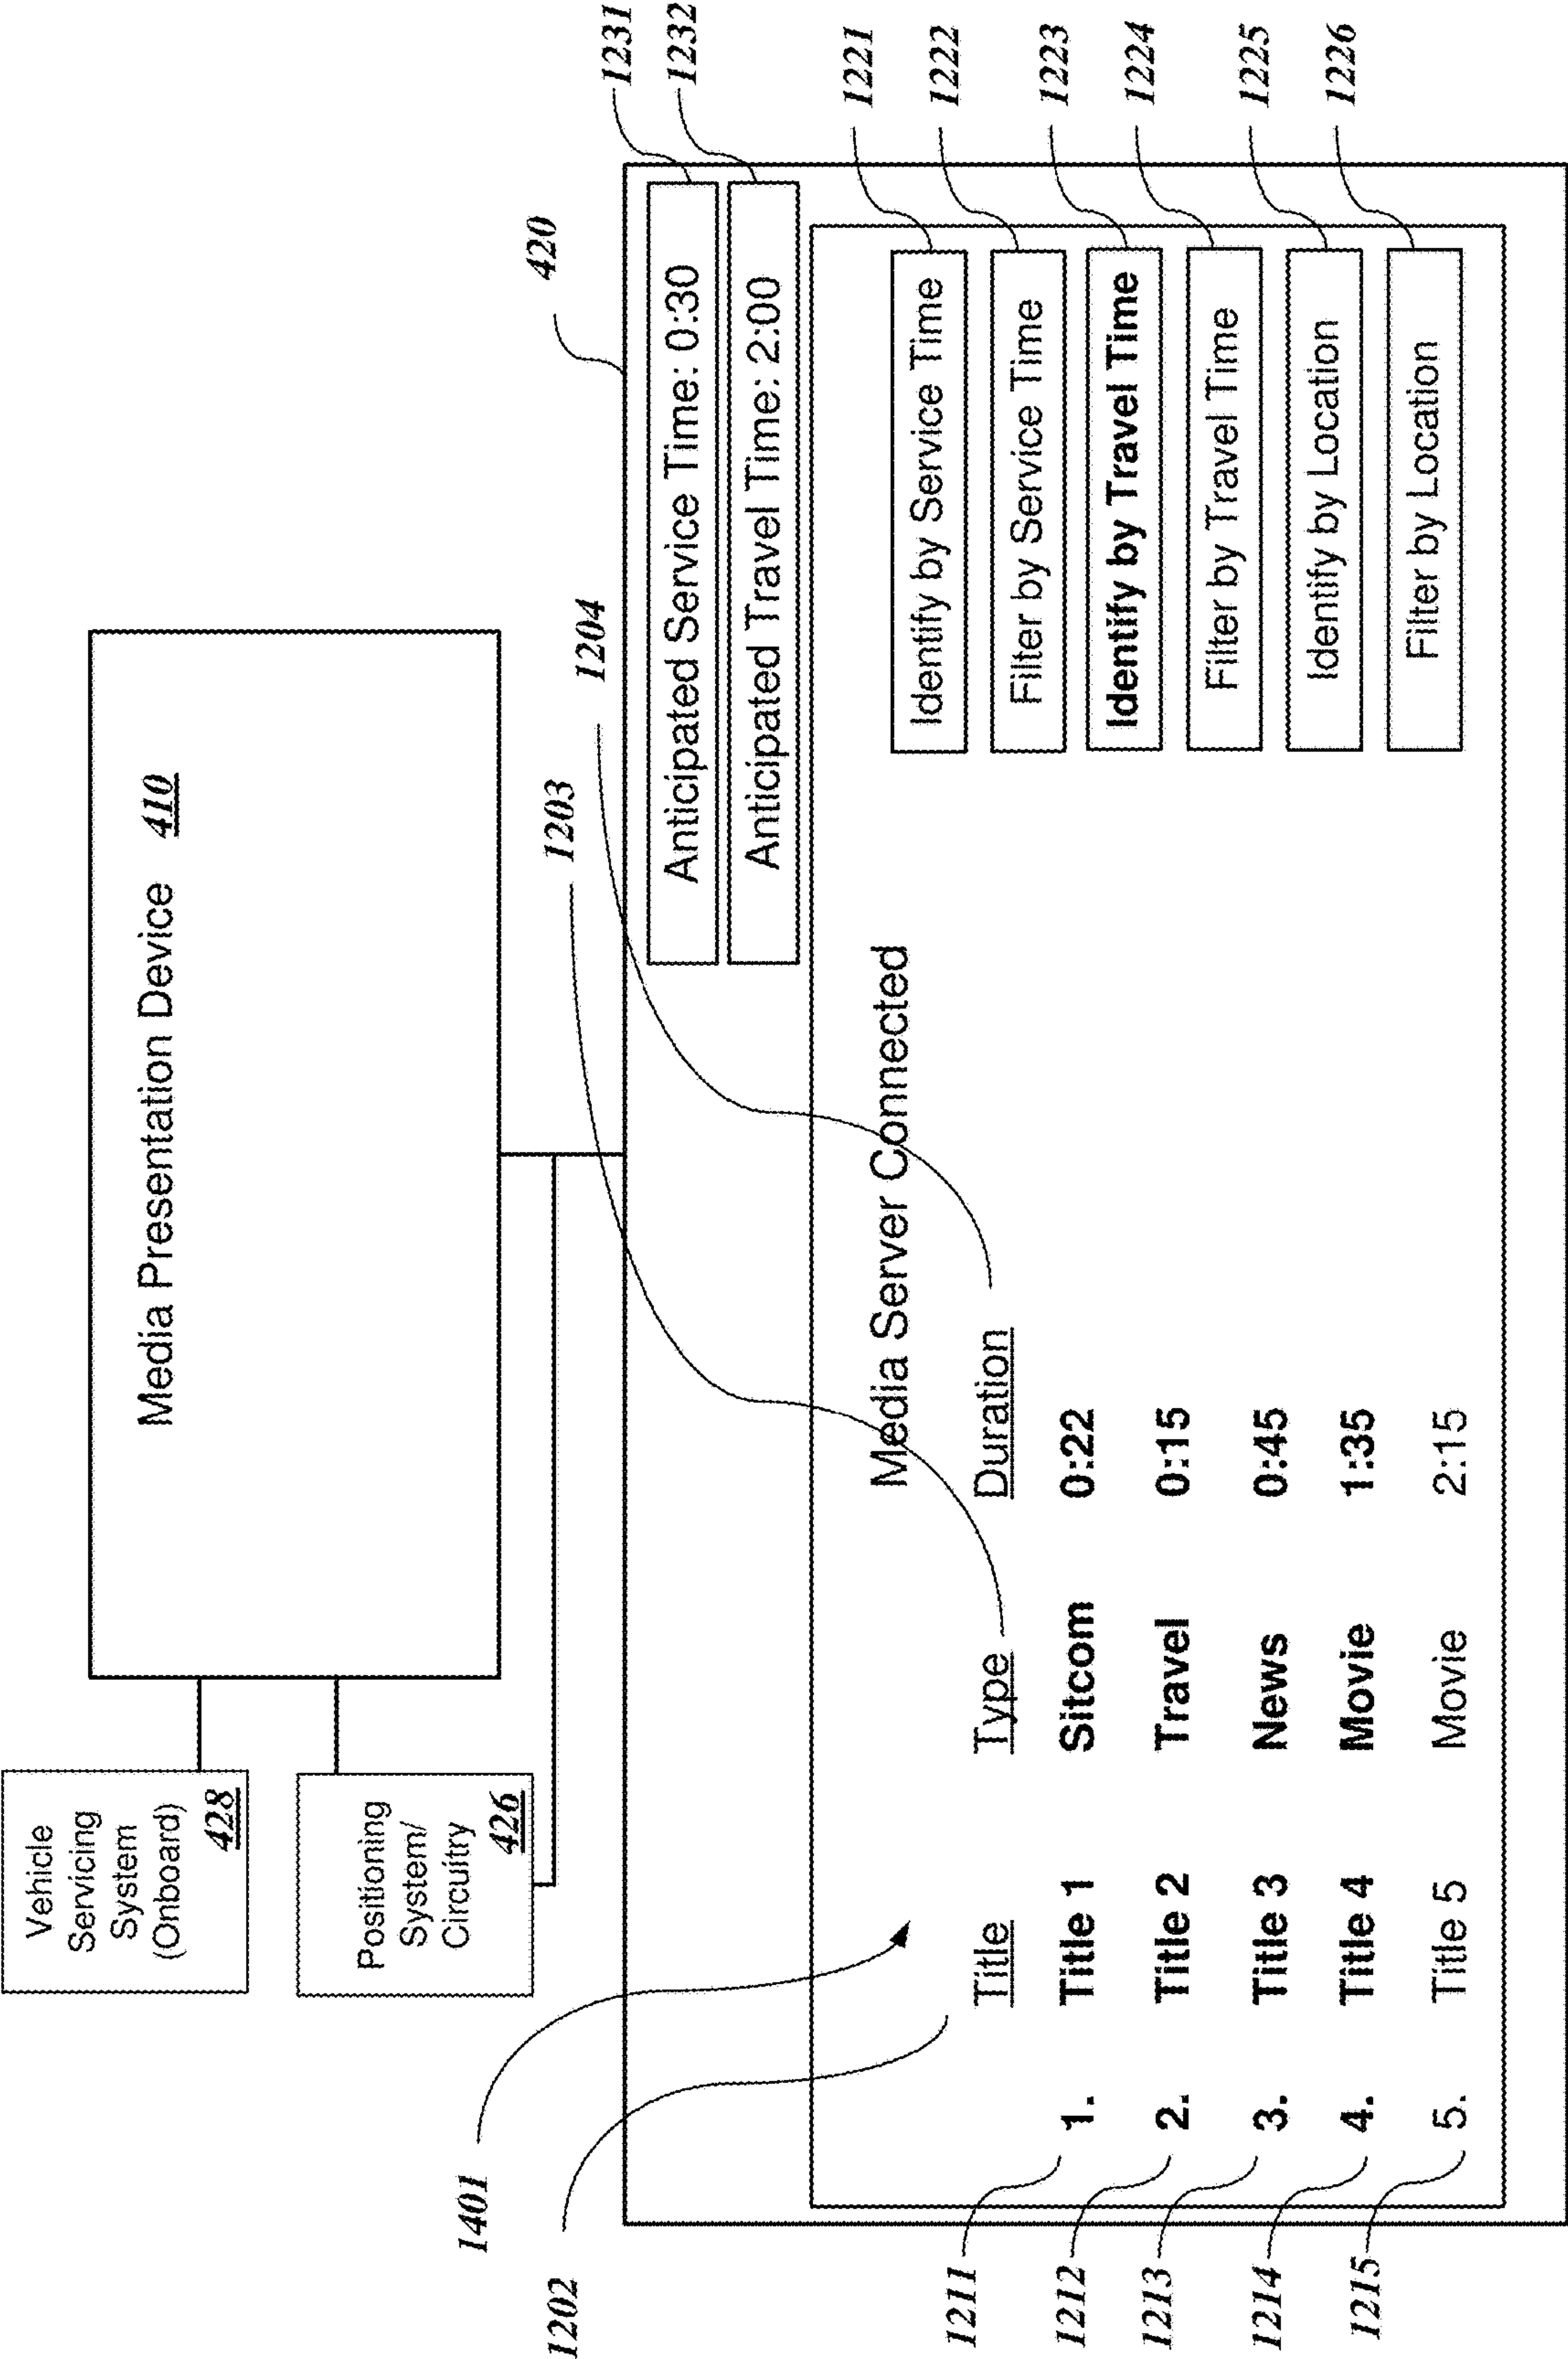 Vehicle
Servicing
System
(Onboard)
428
Media Presentation Device 410
Positioning
System/
Circuitry
426
1401
1202
1203
1204
420
1231
1232
Anticipated Service Time: 0:30
Anticipated Travel Time: 2:00
Media Server Connected
Title Type Duration
1211
1. Title 1 Sitcom 0:22
1212
2. Title 2 Travel 0:15
1213
3. Title 3 News 0:45
1214
4. Title 4 Movie 1:35
1215
5. Title 5 Movie 2:15
Identify by Service Time
1221
Filter by Service Time
1222
Identify by Travel Time
1223
Filter by Travel Time
1224
Identify by Location
1225
Filter by Location
1226